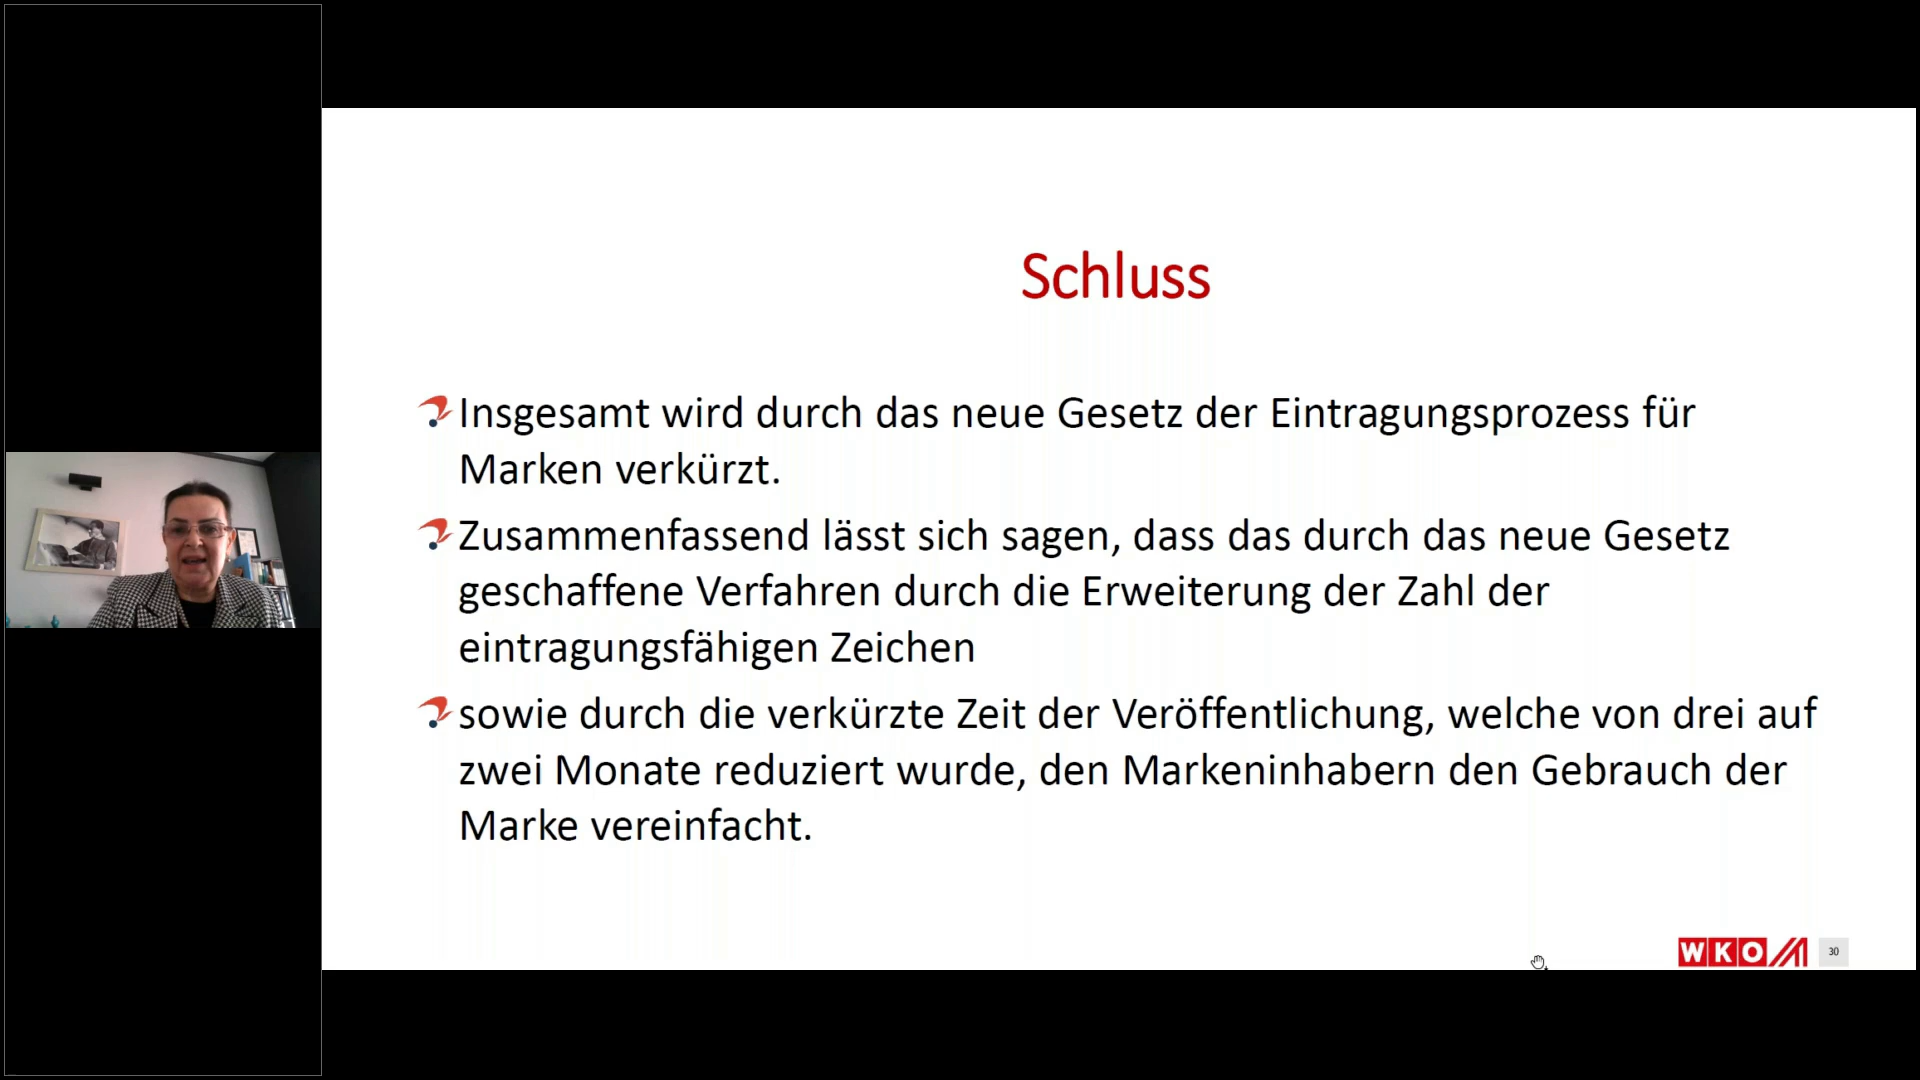 Schluss
Insgesamt wird durch das neue Gesetz der Eintragungsprozess für
Marken verkürzt.
Zusammenfassend lässt sich sagen, dass das durch das neue Gesetz
geschaffene Verfahren durch die Erweiterung der Zahl der
eintragungsfähigen Zeichen
sowie durch die verkürzte Zeit der Veröffentlichung, welche von drei auf
zwei Monate reduziert wurde, den Markeninhabern den Gebrauch der
Marke vereinfacht.
WKO
30